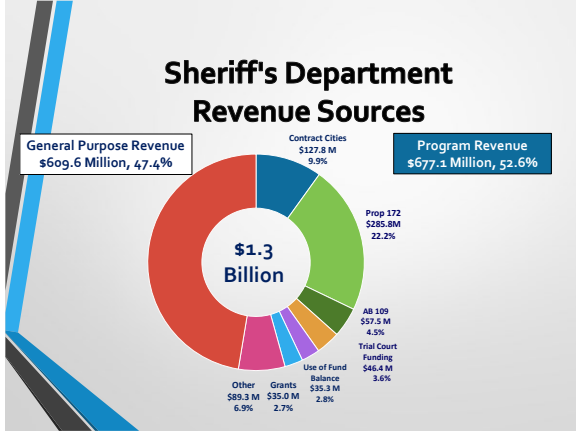 Sheriff's Department
Revenue Sources
General Purpose Revenue
$609.6 Million, 47.4%
Program Revenue
$677.1 Million, 52.6%
Contract Cities
$127.8 M
9.9%
Prop 172
$285.8M
22.2%
$1.3
Billion
AB 109
$57.5 M
4.5%
Trial Court
Funding
$46.4 M
3.6%
Use of Fund
Balance
$35.3 M
2.8%
Grants
$35.0 M
2.7%
Other
$89.3 M
6.9%